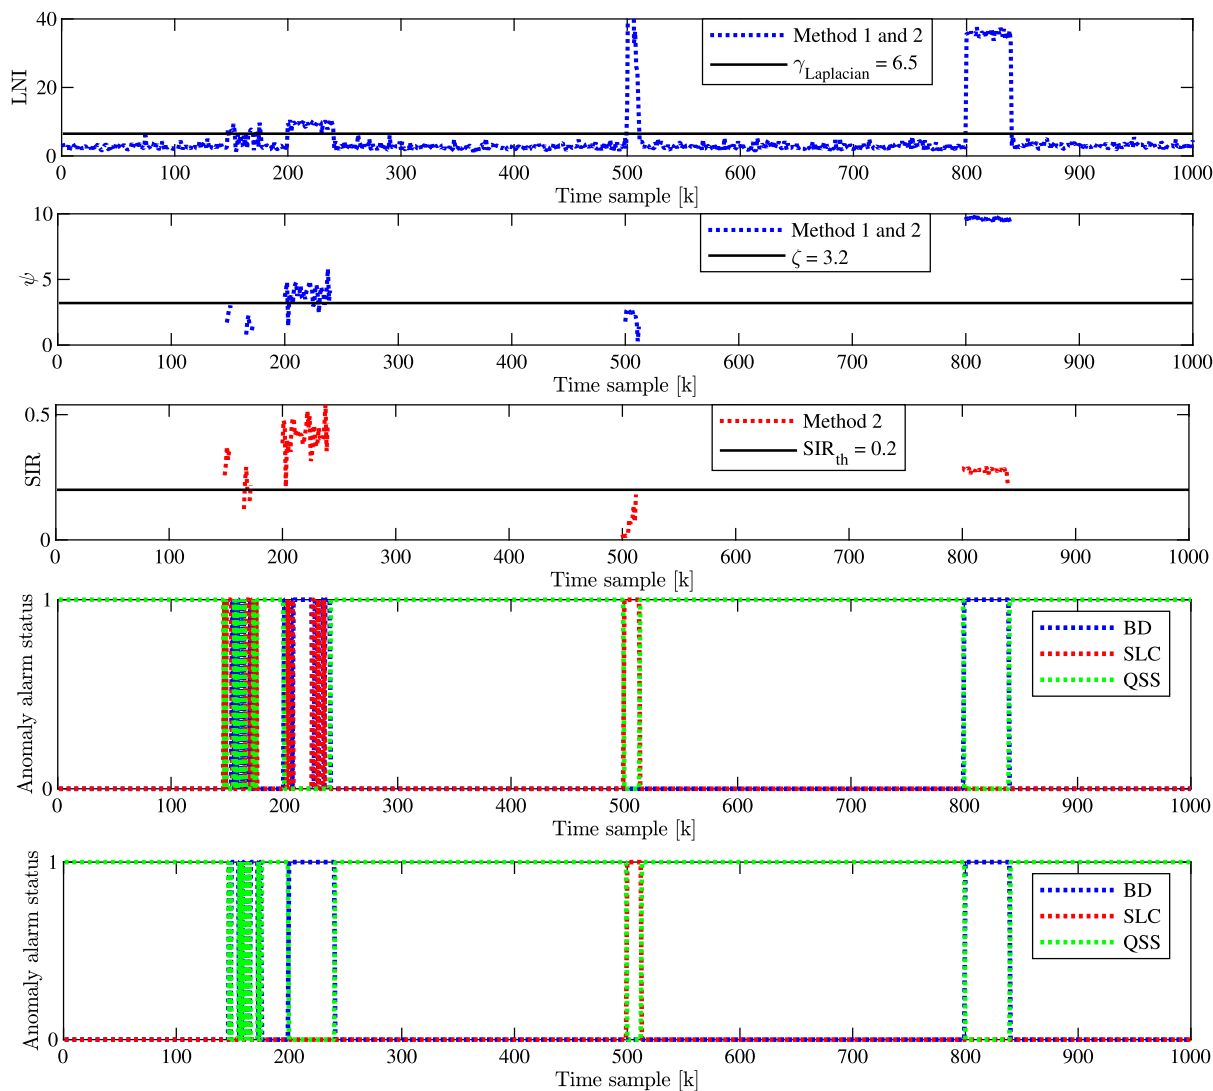 40
20
0
LNI
Method 1 and 2
γLaplacian = 6.5
0 100 200 300 400 500 600 700 800 900 1000
Time sample [k]
10
5
0
ψ
Method 1 and 2
ζ = 3.2
0 100 200 300 400 500 600 700 800 900 1000
Time sample [k]
0.5
0
SIR
Method 2
SIRth = 0.2
0 100 200 300 400 500 600 700 800 900 1000
Time sample [k]
1
0
Anomaly alarm status
BD
SLC
QSS
0 100 200 300 400 500 600 700 800 900 1000
Time sample [k]
1
0
Anomaly alarm status
BD
SLC
QSS
0 100 200 300 400 500 600 700 800 900 1000
Time sample [k]